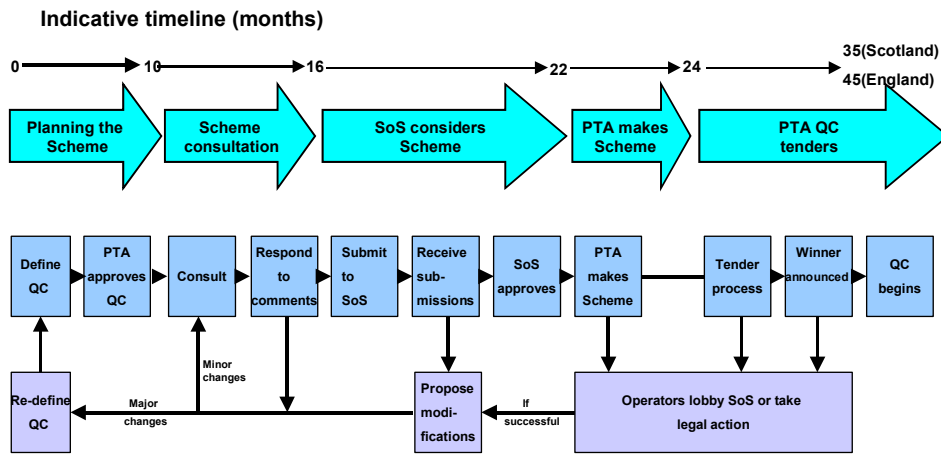 Indicative timeline (months)
35(Scotland)
0
10
16
22
24
45(England)
Planning the
Scheme
Scheme
consultation
SoS considers
Scheme
PTA makes
Scheme
PTA QC
tenders
Define
QC
PTA
approves
QC
Consult
Respond
to
comments
Submit
to
SoS
Receive
sub-
missions
SoS
approves
PTA
makes
Scheme
Tender
process
Winner
announced
QC
begins
Minor
changes
Re-define
QC
Major
changes
Propose
modi-
fications
If
successful
Operators lobby SoS or take
legal action